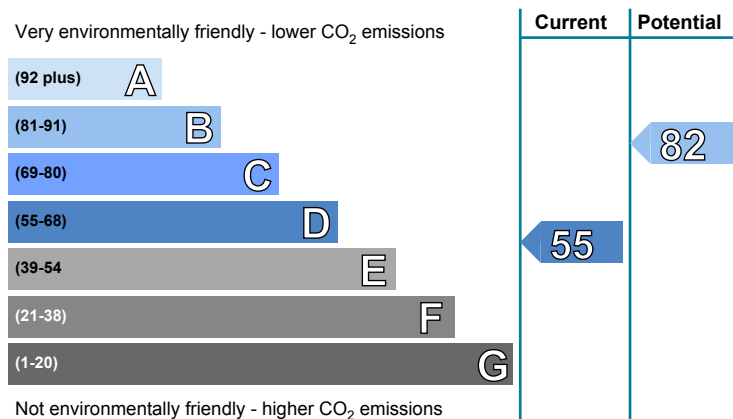 Very environmentally friendly - lower CO₂ emissions
Current
Potential
(92 plus) A
(81-91) B
(69-80) C
(55-68) D
(39-54 E
(21-38) F
(1-20) G
82
55
Not environmentally friendly - higher CO₂ emissions